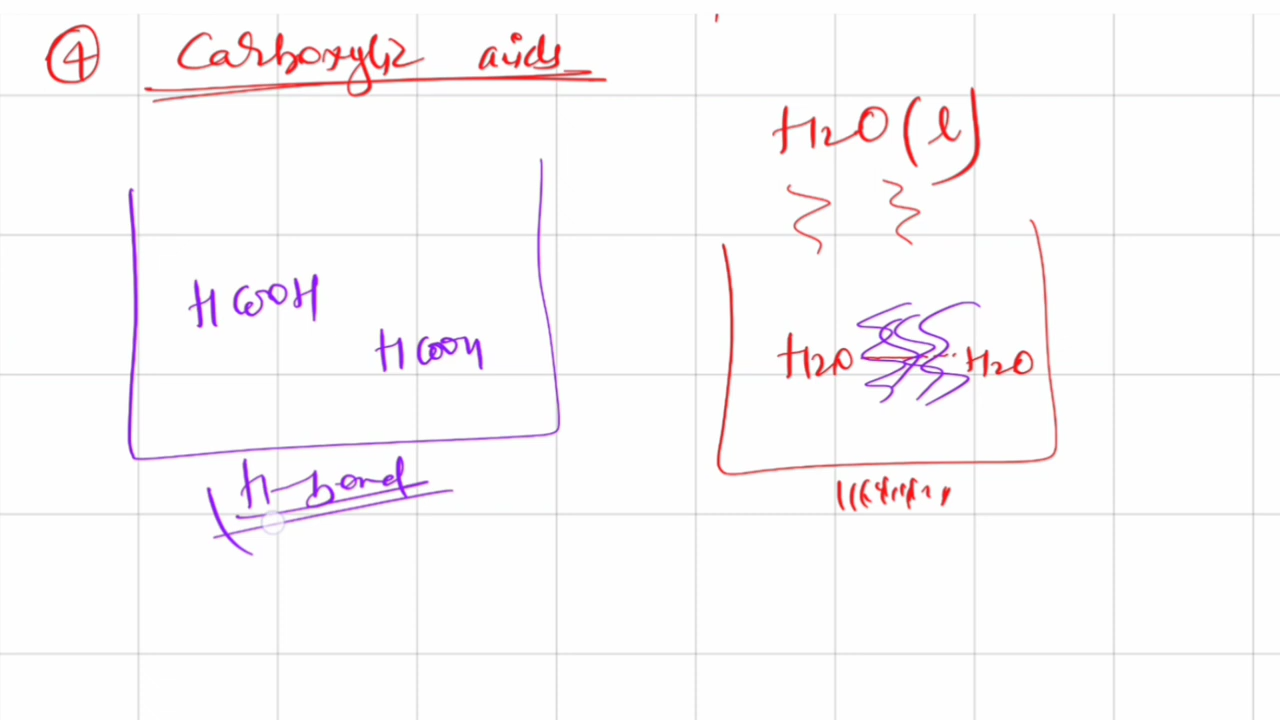 ④ Carboxylic acids
H2O(l)
HCOOH
HCOOH
H2O H2O
H-bond